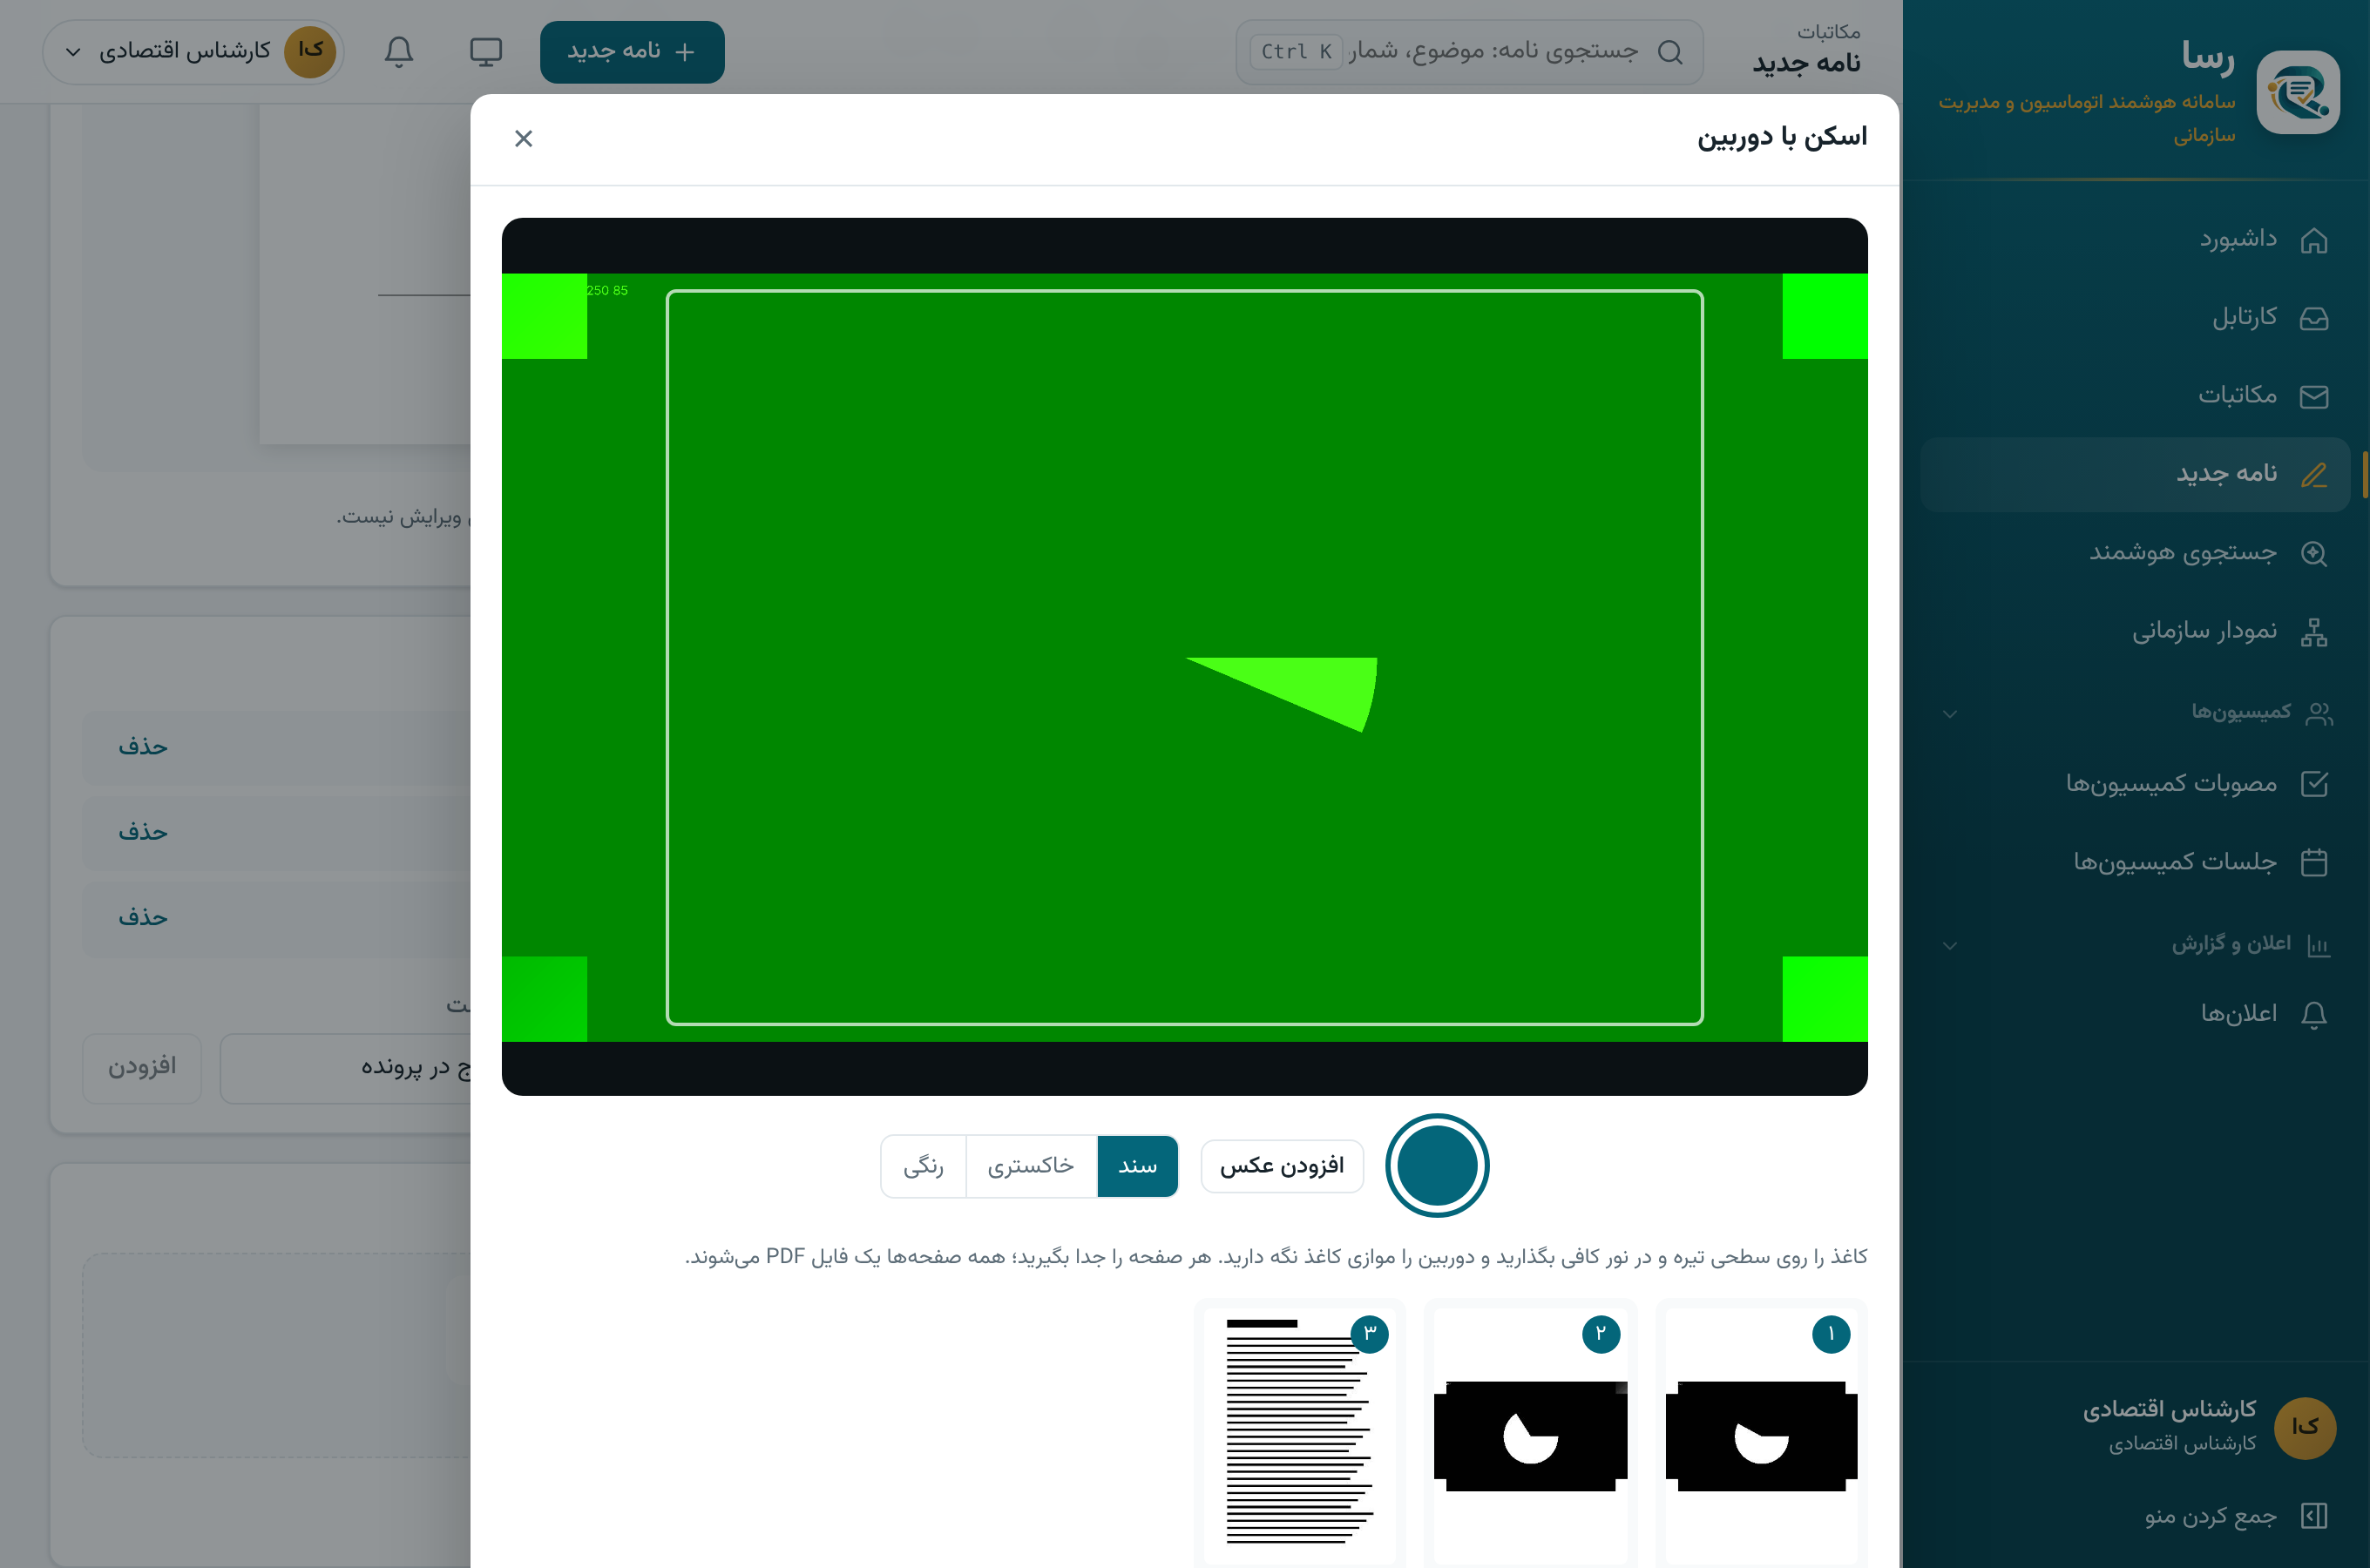 رسا
سامانه هوشمند اتوماسیون و مدیریت
سازمانی
داشبورد
کارتابل
مکاتبات
نامه جدید
جستجوی هوشمند
نمودار سازمانی
کمیسیون‌ها
مصوبات کمیسیون‌ها
جلسات کمیسیون‌ها
اعلان و گزارش
اعلان‌ها
ک‌ا
کارشناس اقتصادی
کارشناس اقتصادی
جمع کردن منو
مکاتبات
نامه جدید
جستجوی نامه: موضوع، شمار
Ctrl K
نامه جدید
ک‌ا
کارشناس اقتصادی
اسکن با دوربین
250 85
سند
خاکستری
رنگی
افزودن عکس
کاغذ را روی سطحی تیره و در نور کافی بگذارید و دوربین را موازی کاغذ نگه دارید. هر صفحه را جدا بگیرید؛ همه صفحه‌ها یک فایل PDF می‌شوند.
۱
۲
۳
ویرایش نیست.
حذف
حذف
حذف
در پرونده
افزودن